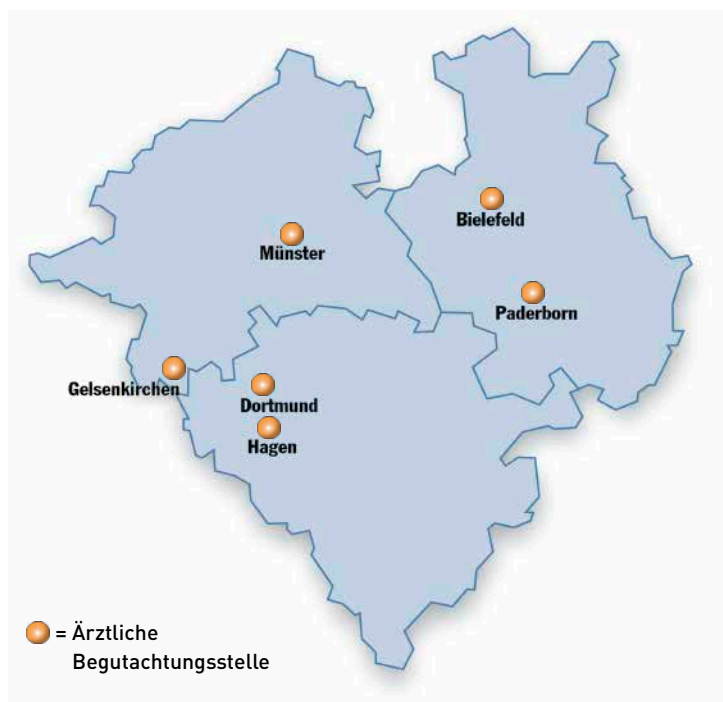 Bielefeld
Münster
Paderborn
Gelsenkirchen
Dortmund
Hagen
= Ärztliche
Begutachtungsstelle